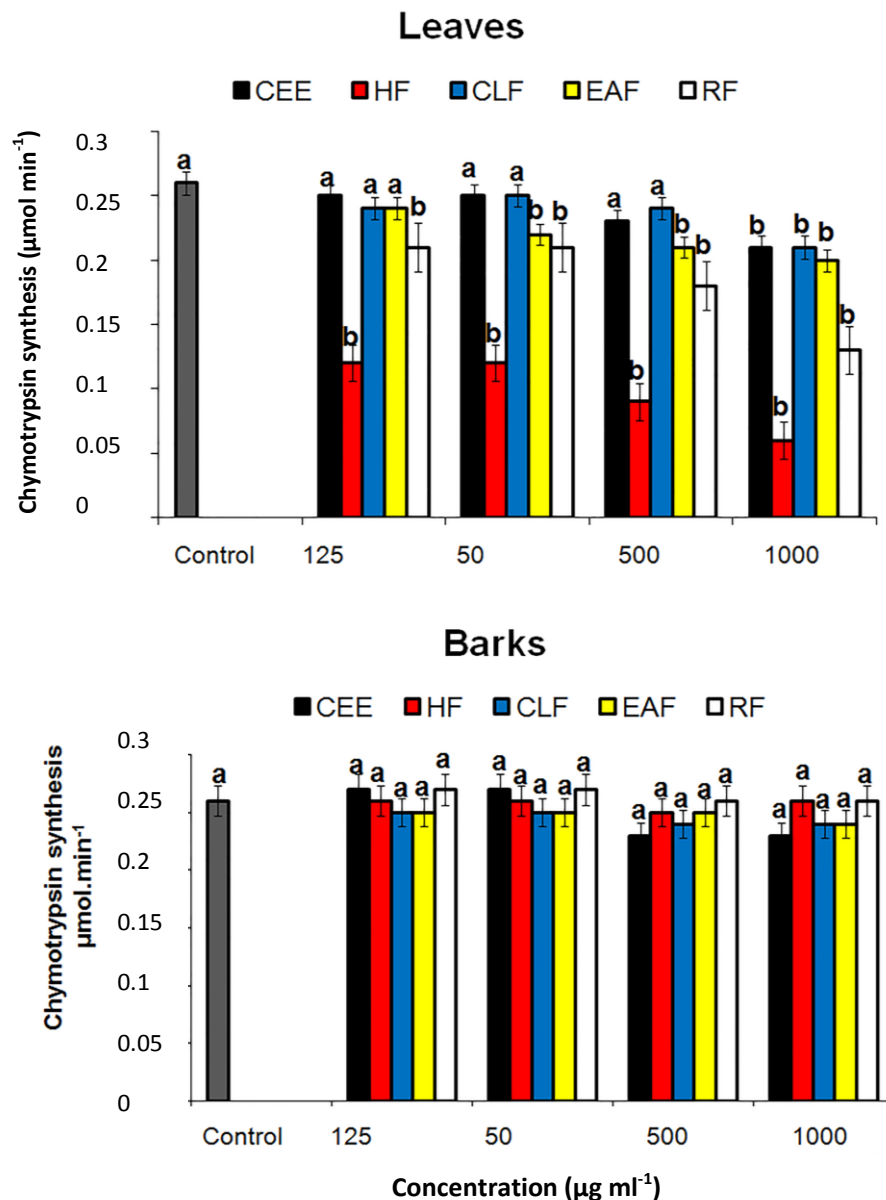 Leaves
CEE HF CLF EAF RF
Chymotrypsin synthesis (µmol min⁻¹)
0.3
0.25
0.2
0.15
0.1
0.05
0
a
a b a a b
a b a b b
a b a b b
b b b b b
Control 125 50 500 1000
Barks
CEE HF CLF EAF RF
Chymotrypsin synthesis
µmol.min⁻¹
0.3
0.25
0.2
0.15
0.1
0.05
0
a
a a a a a
a a a a a
a a a a a
a a a a a
Control 125 50 500 1000
Concentration (µg ml⁻¹)